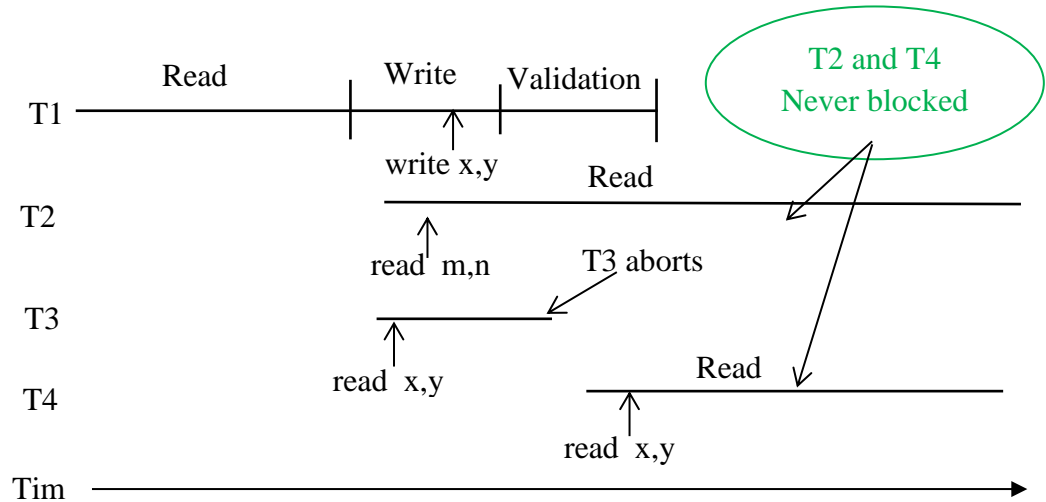 T2 and T4
Never blocked
Read
Write
Validation
T1
write x,y
Read
T2
read m,n
T3 aborts
T3
read x,y
Read
T4
read x,y
Tim